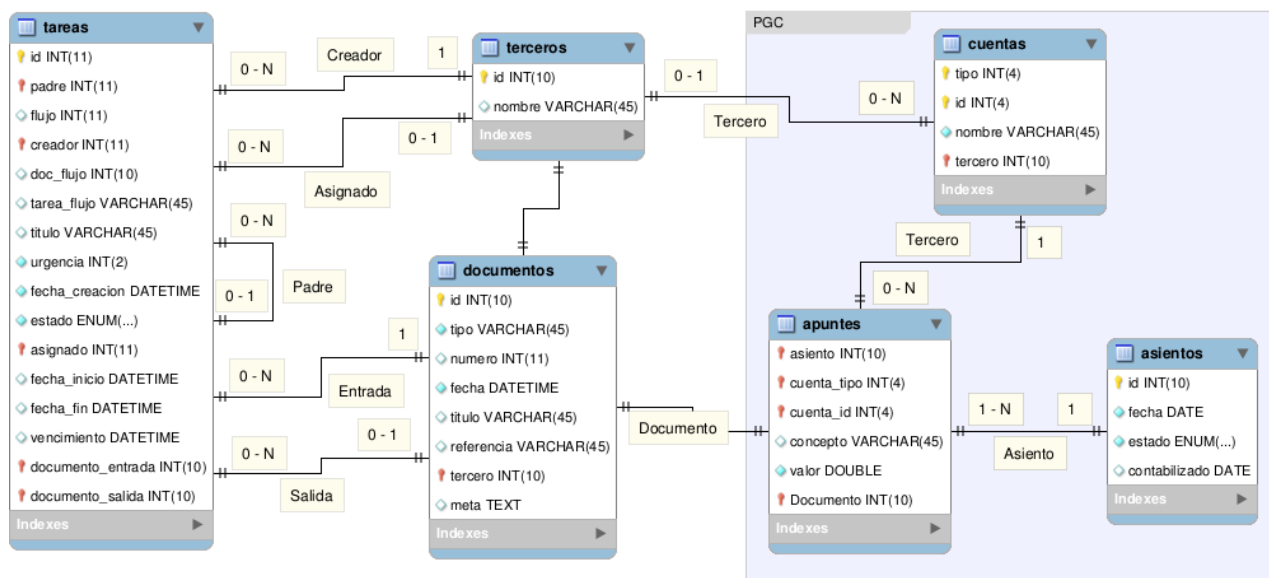 tareas
id INT(11)
padre INT(11)
flujo INT(11)
creador INT(11)
doc_flujo INT(10)
tarea_flujo VARCHAR(45)
titulo VARCHAR(45)
urgencia INT(2)
fecha_creacion DATETIME
estado ENUM(...)
asignado INT(11)
fecha_inicio DATETIME
fecha_fin DATETIME
vencimiento DATETIME
documento_entrada INT(10)
documento_salida INT(10)
Indexes
0 - N
Creador
1
0 - N
0 - 1
Asignado
0 - N
0 - 1
Padre
1
0 - N
Entrada
0 - 1
0 - N
Salida
terceros
id INT(10)
nombre VARCHAR(45)
Indexes
documentos
id INT(10)
tipo VARCHAR(45)
numero INT(11)
fecha DATETIME
titulo VARCHAR(45)
referencia VARCHAR(45)
tercero INT(10)
meta TEXT
Indexes
0 - 1
Tercero
0 - N
Documento
PGC
cuentas
tipo INT(4)
id INT(4)
nombre VARCHAR(45)
tercero INT(10)
Indexes
Tercero
1
0 - N
apuntes
asiento INT(10)
cuenta_tipo INT(4)
cuenta_id INT(4)
concepto VARCHAR(45)
valor DOUBLE
Documento INT(10)
Indexes
1 - N
1
Asiento
asientos
id INT(10)
fecha DATE
estado ENUM(...)
contabilizado DATE
Indexes